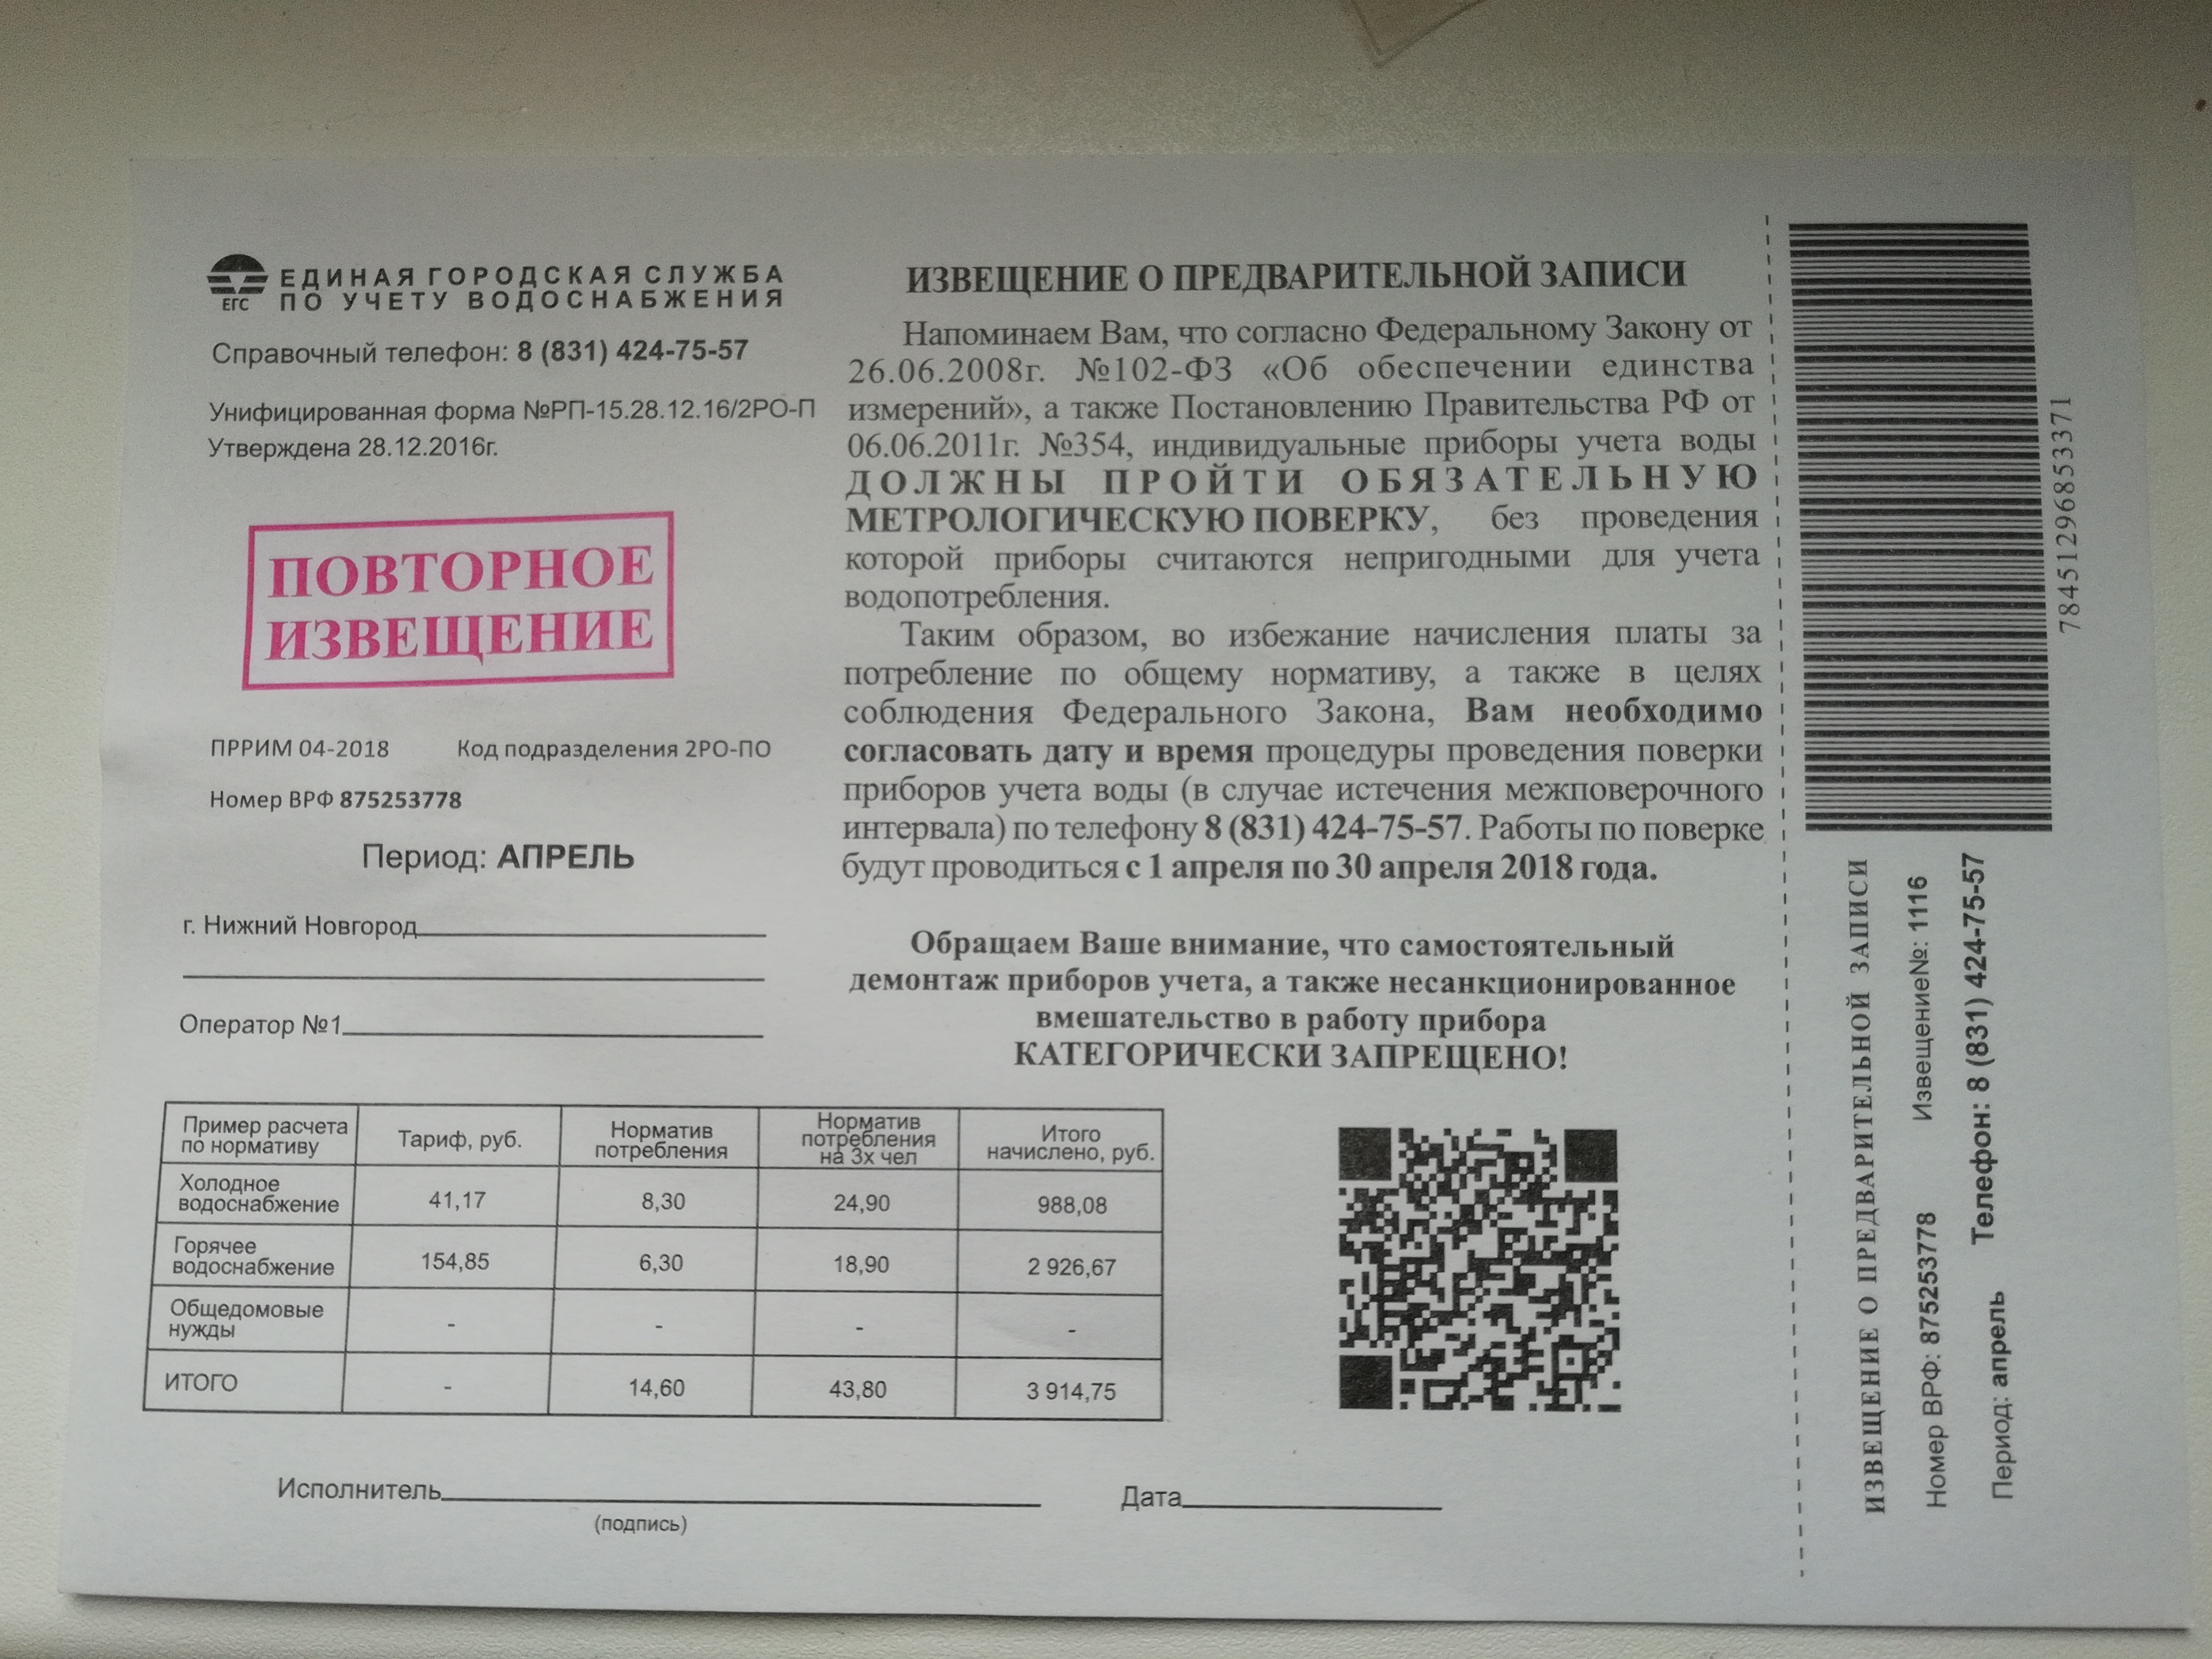 ЕДИНАЯ ГОРОДСКАЯ СЛУЖБА
ПО УЧЕТУ ВОДОСНАБЖЕНИЯ
ЕГС
Справочный телефон: 8 (831) 424-75-57
Унифицированная форма №РП-15.28.12.16/2РО-П
Утверждена 28.12.2016г.
ПОВТОРНОЕ
ИЗВЕЩЕНИЕ
ПРРИМ 04-2018 Код подразделения 2РО-ПО
Номер ВРФ 875253778
Период: АПРЕЛЬ
г. Нижний Новгород
Оператор №1
ИЗВЕЩЕНИЕ О ПРЕДВАРИТЕЛЬНОЙ ЗАПИСИ
Напоминаем Вам, что согласно Федеральному Закону от
26.06.2008г. №102-ФЗ «Об обеспечении единства
измерений», а также Постановлению Правительства РФ от
06.06.2011г. №354, индивидуальные приборы учета воды
ДОЛЖНЫ ПРОЙТИ ОБЯЗАТЕЛЬНУЮ
МЕТРОЛОГИЧЕСКУЮ ПОВЕРКУ, без проведения
которой приборы считаются непригодными для учета
водопотребления.
Таким образом, во избежание начисления платы за
потребление по общему нормативу, а также в целях
соблюдения Федерального Закона, Вам необходимо
согласовать дату и время процедуры проведения поверки
приборов учета воды (в случае истечения межповерочного
интервала) по телефону 8 (831) 424-75-57. Работы по поверке
будут проводиться с 1 апреля по 30 апреля 2018 года.
Обращаем Ваше внимание, что самостоятельный
демонтаж приборов учета, а также несанкционированное
вмешательство в работу прибора
КАТЕГОРИЧЕСКИ ЗАПРЕЩЕНО!
Пример расчета
по нормативу
Тариф, руб.
Норматив
потребления
Норматив
потребления
на 3х чел
Итого
начислено, руб.
Холодное
водоснабжение
41,17
8,30
24,90
988,08
Горячее
водоснабжение
154,85
6,30
18,90
2 926,67
Общедомовые
нужды
-
-
-
-
ИТОГО
-
14,60
43,80
3 914,75
Исполнитель
(подпись)
Дата
78451296853371
ИЗВЕЩЕНИЕ О ПРЕДВАРИТЕЛЬНОЙ ЗАПИСИ
Номер ВРФ: 875253778 Извещение№: 1116
Период: апрель Телефон: 8 (831) 424-75-57